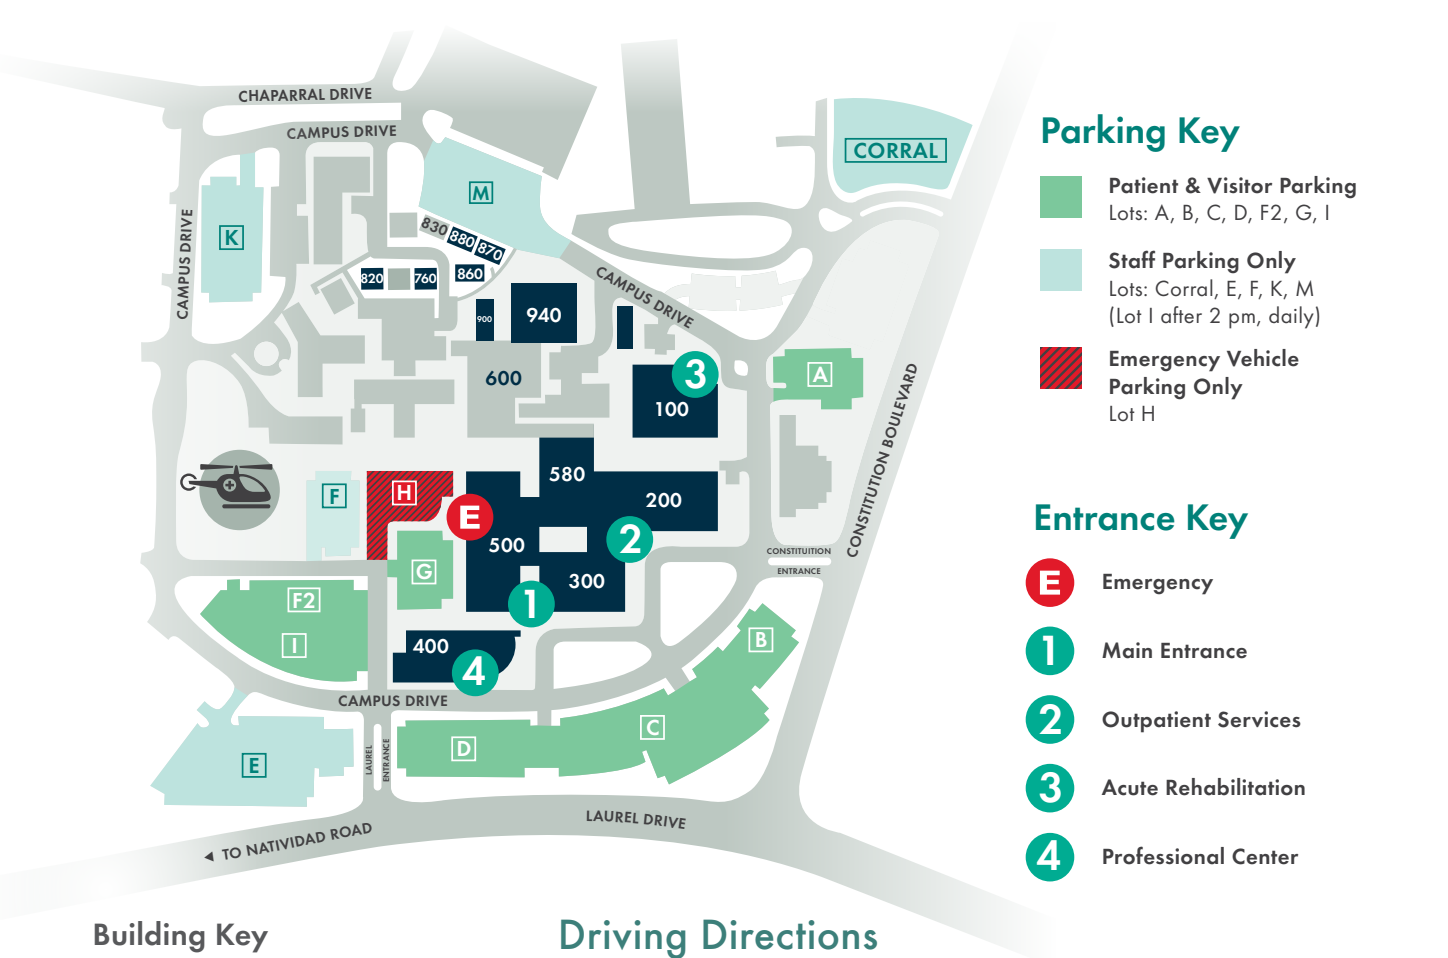 CHAPARRAL DRIVE
CAMPUS DRIVE
CORRAL
M
K
CAMPUS DRIVE
830
880
870
860
820
760
CAMPUS DRIVE
900
940
600
3
100
A
CONSTITUTION BOULEVARD
580
200
F
H
E
500
2
300
G
1
CONSTITUITION
ENTRANCE
F2
I
400
4
B
CAMPUS DRIVE
C
D
E
LAUREL
ENTRANCE
LAUREL DRIVE
◄ TO NATIVIDAD ROAD
Parking Key
Patient & Visitor Parking
Lots: A, B, C, D, F2, G, I
Staff Parking Only
Lots: Corral, E, F, K, M
(Lot I after 2 pm, daily)
Emergency Vehicle
Parking Only
Lot H
Entrance Key
E Emergency
1 Main Entrance
2 Outpatient Services
3 Acute Rehabilitation
4 Professional Center
Building Key
Driving Directions